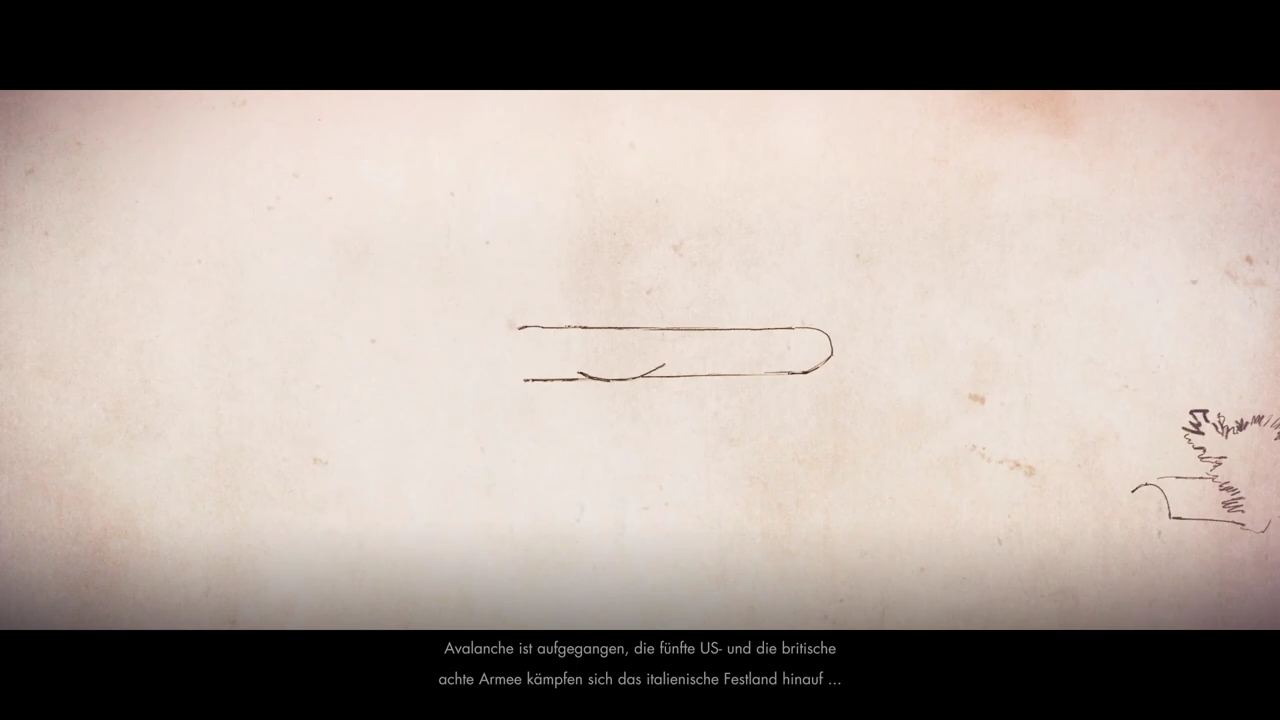 Avalanche ist aufgegangen, die fünfte US- und die britische
achte Armee kämpfen sich das italienische Festland hinauf ...